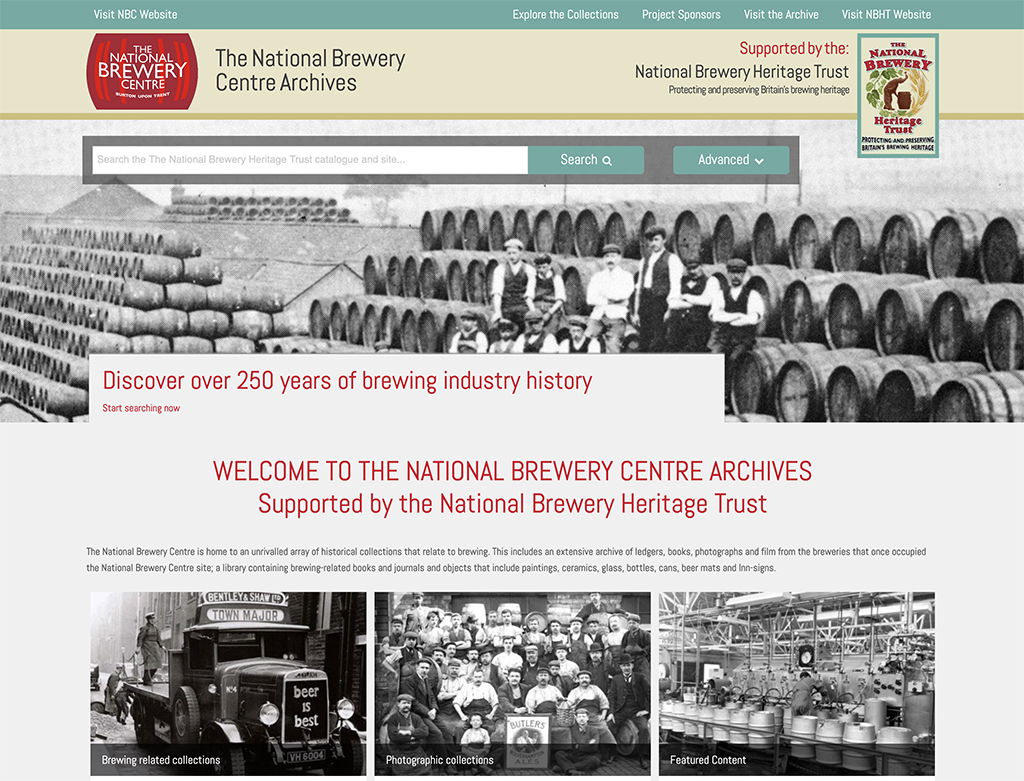 Visit NBC Website
Explore the Collections
Project Sponsors
Visit the Archive
Visit NBHT Website
THE
NATIONAL
BREWERY
CENTRE
BURTON UPON TRENT
The National Brewery
Centre Archives
Supported by the:
National Brewery Heritage Trust
Protecting and preserving Britain's brewing heritage
THE
NATIONAL
BREWERY
Heritage
Trust
PROTECTING AND PRESERVING
BRITAIN'S BREWING HERITAGE
Search the The National Brewery Heritage Trust catalogue and site...
Search
Advanced
Discover over 250 years of brewing industry history
Start searching now
WELCOME TO THE NATIONAL BREWERY CENTRE ARCHIVES
Supported by the National Brewery Heritage Trust
The National Brewery Centre is home to an unrivalled array of historical collections that relate to brewing. This includes an extensive archive of ledgers, books, photographs and film from the breweries that once occupied
the National Brewery Centre site; a library containing brewing-related books and journals and objects that include paintings, ceramics, glass, bottles, cans, beer mats and Inn-signs.
BENTLEY & SHAW LTD
TOWN MAJOR
Nº4
beer
is
best
VH 6004
Brewing related collections
BUTLERS
ALES
Photographic collections
Featured Content